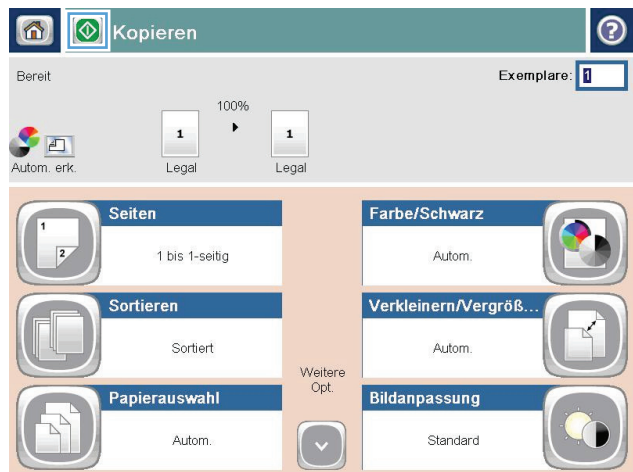 Kopieren
Bereit
Exemplare: 1
100%
1
1
Autom. erk.
Legal
Legal
Seiten
1
2
1 bis 1-seitig
Farbe/Schwarz
Autom.
Sortieren
Sortiert
Verkleinern/Vergröß...
Autom.
Weitere
Opt.
Papierauswahl
Autom.
Bildanpassung
Standard